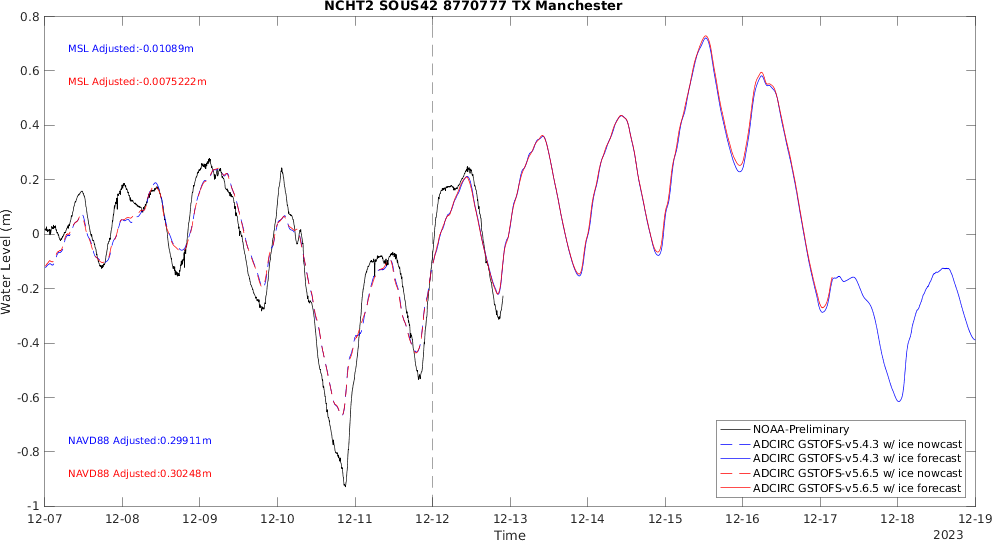 NCHT2 SOUS42 8770777 TX Manchester
MSL Adjusted:-0.01089m
MSL Adjusted:-0.0075222m
NAVD88 Adjusted:0.29911m
NAVD88 Adjusted:0.30248m
Water Level (m)
0.8
0.6
0.4
0.2
0
-0.2
-0.4
-0.6
-0.8
-1
NOAA-Preliminary
ADCIRC GSTOFS-v5.4.3 w/ ice nowcast
ADCIRC GSTOFS-v5.4.3 w/ ice forecast
ADCIRC GSTOFS-v5.6.5 w/ ice nowcast
ADCIRC GSTOFS-v5.6.5 w/ ice forecast
12-07 12-08 12-09 12-10 12-11 12-12 12-13 12-14 12-15 12-16 12-17 12-18 12-19
Time
2023